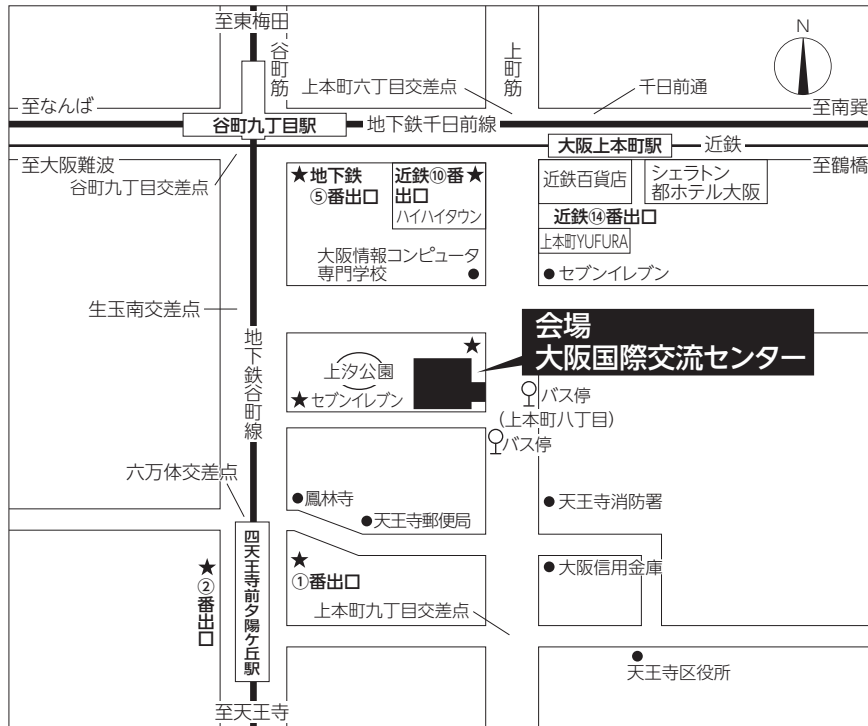 至東梅田
谷町筋
上町筋
N
上本町六丁目交差点
千日前通
至なんば
至南巽
谷町九丁目駅
地下鉄千日前線
大阪上本町駅
近鉄
至大阪難波
至鶴橋
谷町九丁目交差点
★地下鉄
⑤番出口
近鉄⑩番★
出口
ハイハイタウン
近鉄百貨店
シェラトン
都ホテル大阪
近鉄⑭番出口
上本町YUFURA
大阪情報コンピュータ
専門学校
セブンイレブン
生玉南交差点
地下鉄谷町線
会場
大阪国際交流センター
★
上汐公園
★セブンイレブン
バス停
(上本町八丁目)
バス停
六万体交差点
鳳林寺
天王寺郵便局
天王寺消防署
四天王寺前夕陽ケ丘駅
★
①番出口
★②番出口
大阪信用金庫
上本町九丁目交差点
天王寺区役所
至天王寺